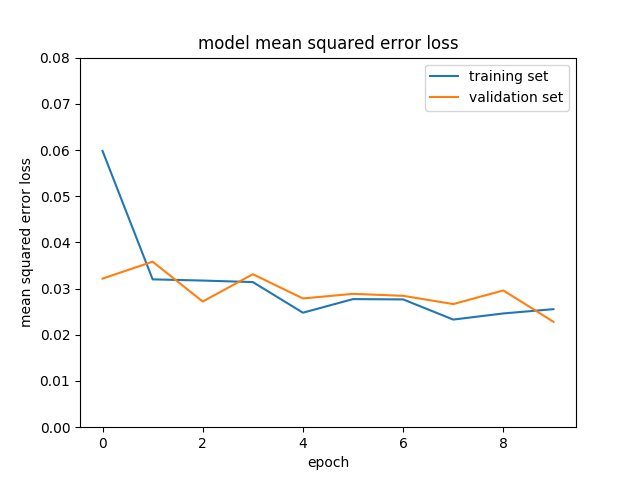 model mean squared error loss
training set
validation set
0.08
0.07
0.06
0.05
0.04
0.03
0.02
0.01
0.00
mean squared error loss
0 2 4 6 8
epoch